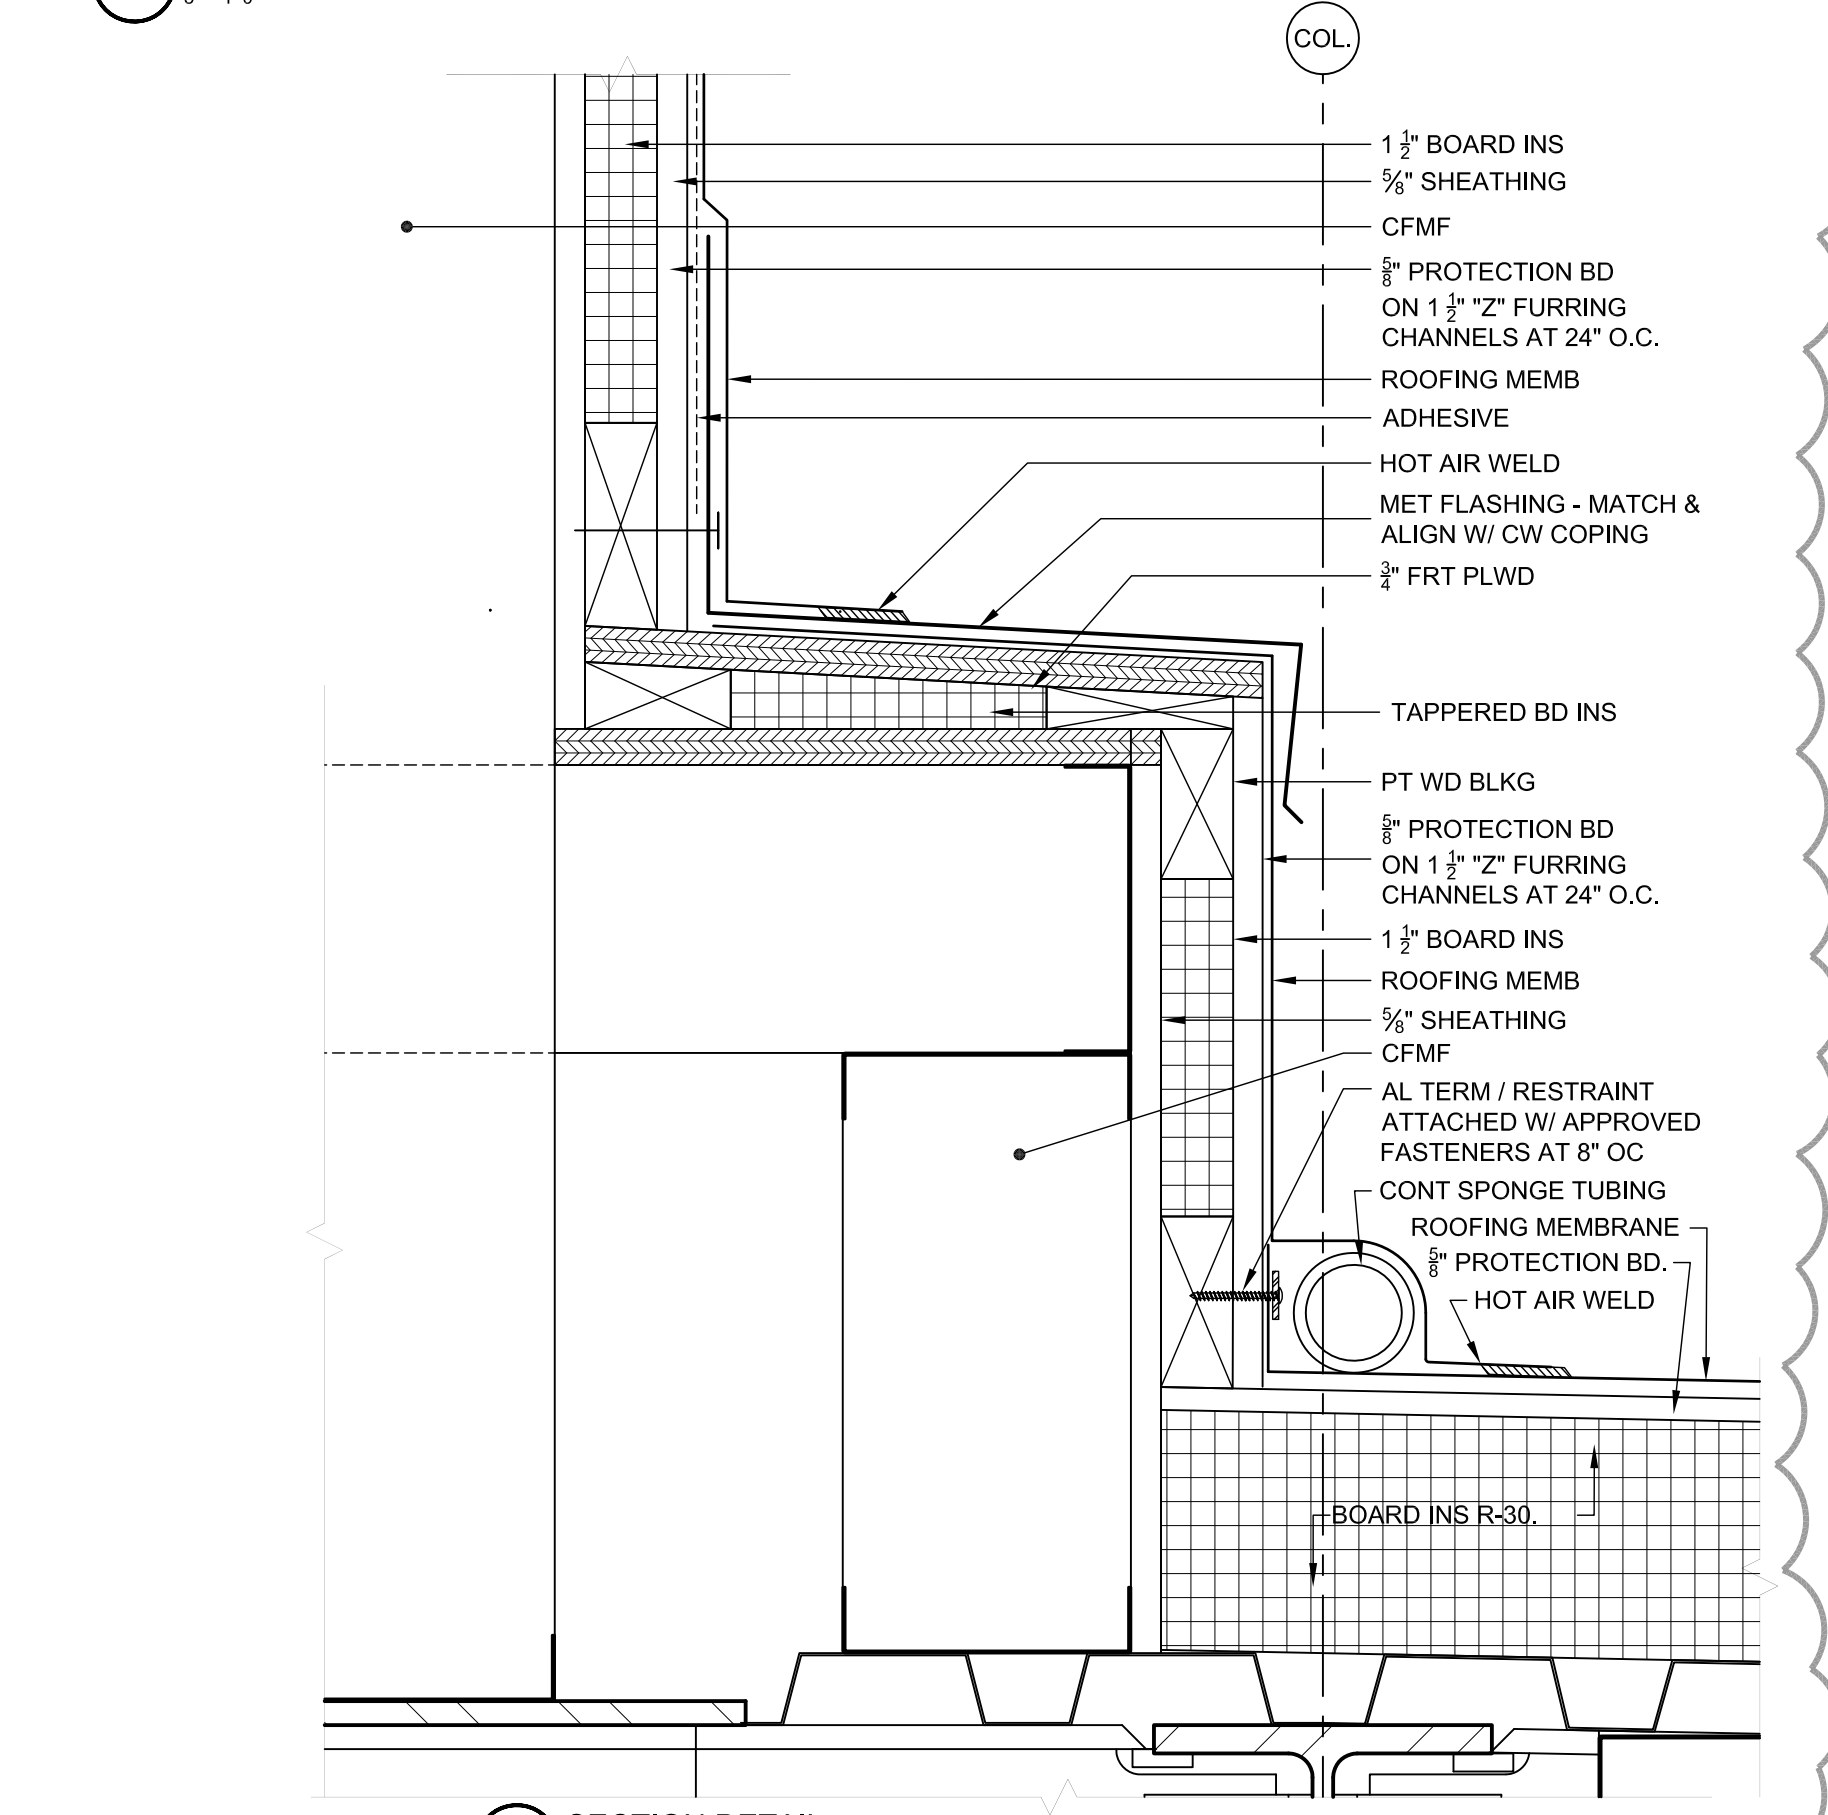 COL.
1 1/2" BOARD INS
5/8" SHEATHING
CFMF
5/8" PROTECTION BD
ON 1 1/2" "Z" FURRING
CHANNELS AT 24" O.C.
ROOFING MEMB
ADHESIVE
HOT AIR WELD
MET FLASHING - MATCH &
ALIGN W/ CW COPING
3/4" FRT PLWD
TAPPERED BD INS
PT WD BLKG
5/8" PROTECTION BD
ON 1 1/2" "Z" FURRING
CHANNELS AT 24" O.C.
1 1/2" BOARD INS
ROOFING MEMB
5/8" SHEATHING
CFMF
AL TERM / RESTRAINT
ATTACHED W/ APPROVED
FASTENERS AT 8" OC
CONT SPONGE TUBING
ROOFING MEMBRANE
5/8" PROTECTION BD.
HOT AIR WELD
BOARD INS R-30.
SECTION DETAIL